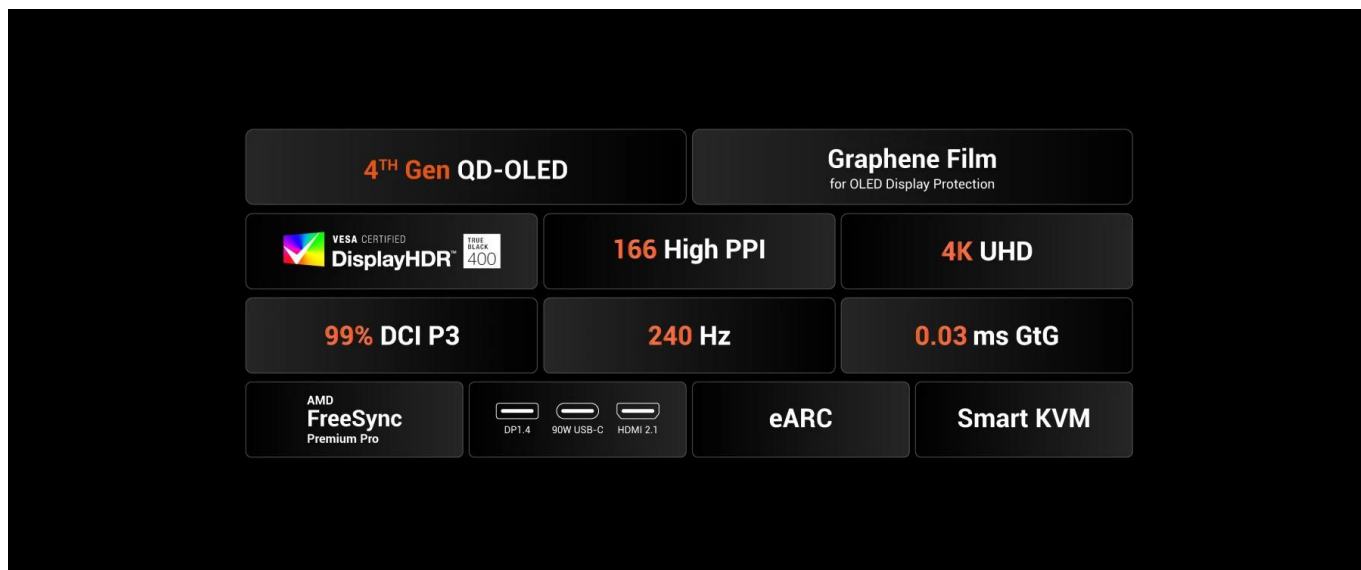 4TH Gen QD-OLED
Graphene Film
for OLED Display Protection
VESA CERTIFIED
DisplayHDR™
TRUE
BLACK
400
166 High PPI
4K UHD
99% DCI P3
240 Hz
0.03 ms GtG
AMD
FreeSync
Premium Pro
DP1.4
90W USB-C
HDMI 2.1
eARC
Smart KVM